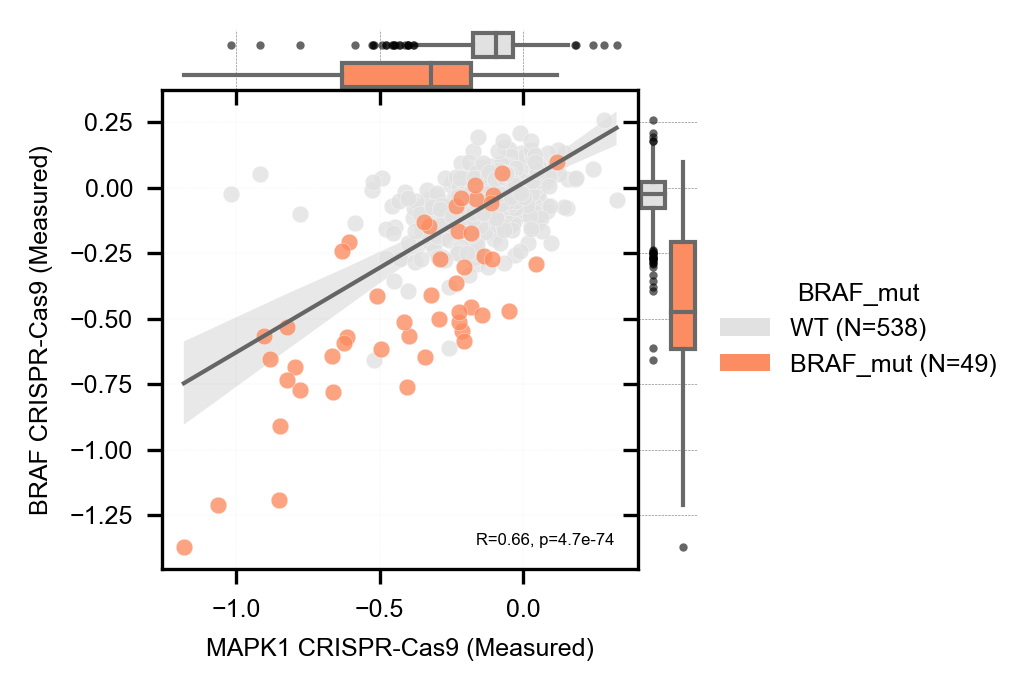 0.25
0.00
−0.25
−0.50
−0.75
−1.00
−1.25
BRAF CRISPR-Cas9 (Measured)
R=0.66, p=4.7e-74
−1.0
−0.5
0.0
MAPK1 CRISPR-Cas9 (Measured)
BRAF_mut
WT (N=538)
BRAF_mut (N=49)